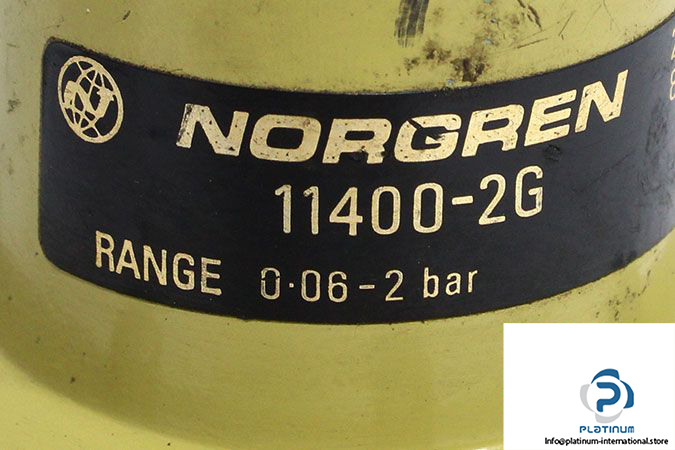 NORGREN
11400-2G
RANGE 0·06-2 bar
PLATINUM
Info@platinum-international.store